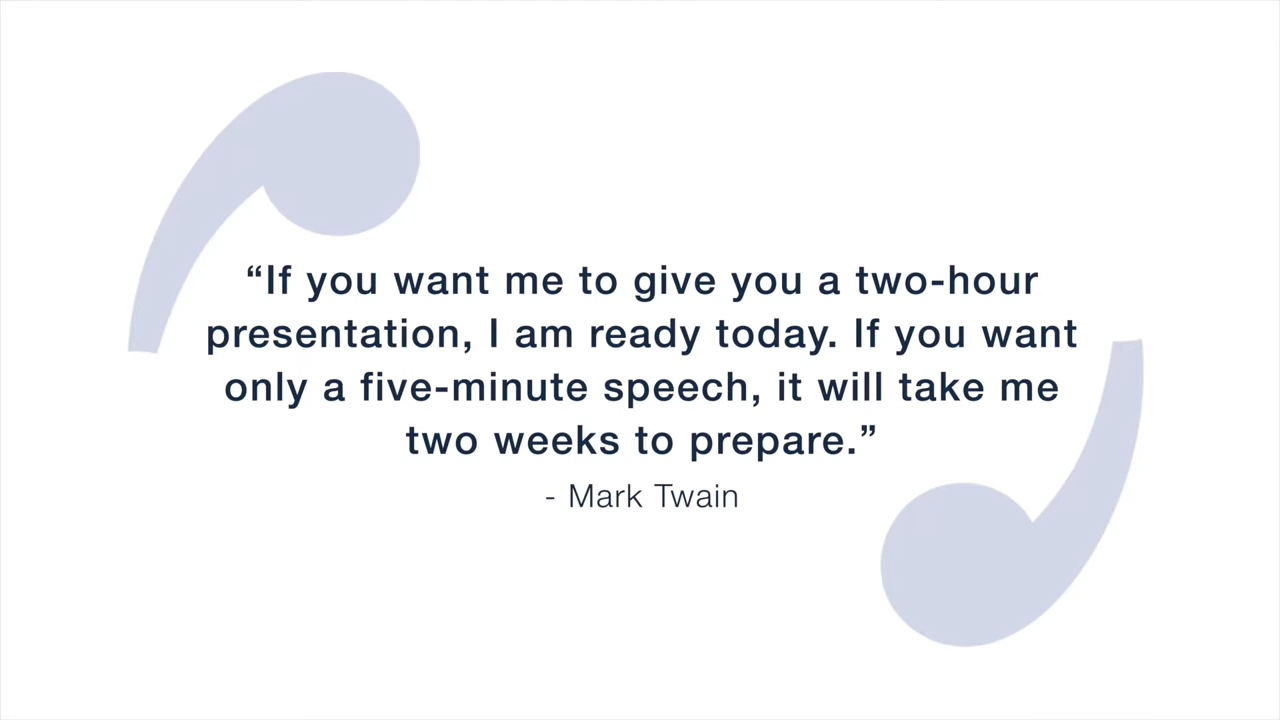 “If you want me to give you a two-hour
presentation, I am ready today. If you want
only a five-minute speech, it will take me
two weeks to prepare.”
- Mark Twain